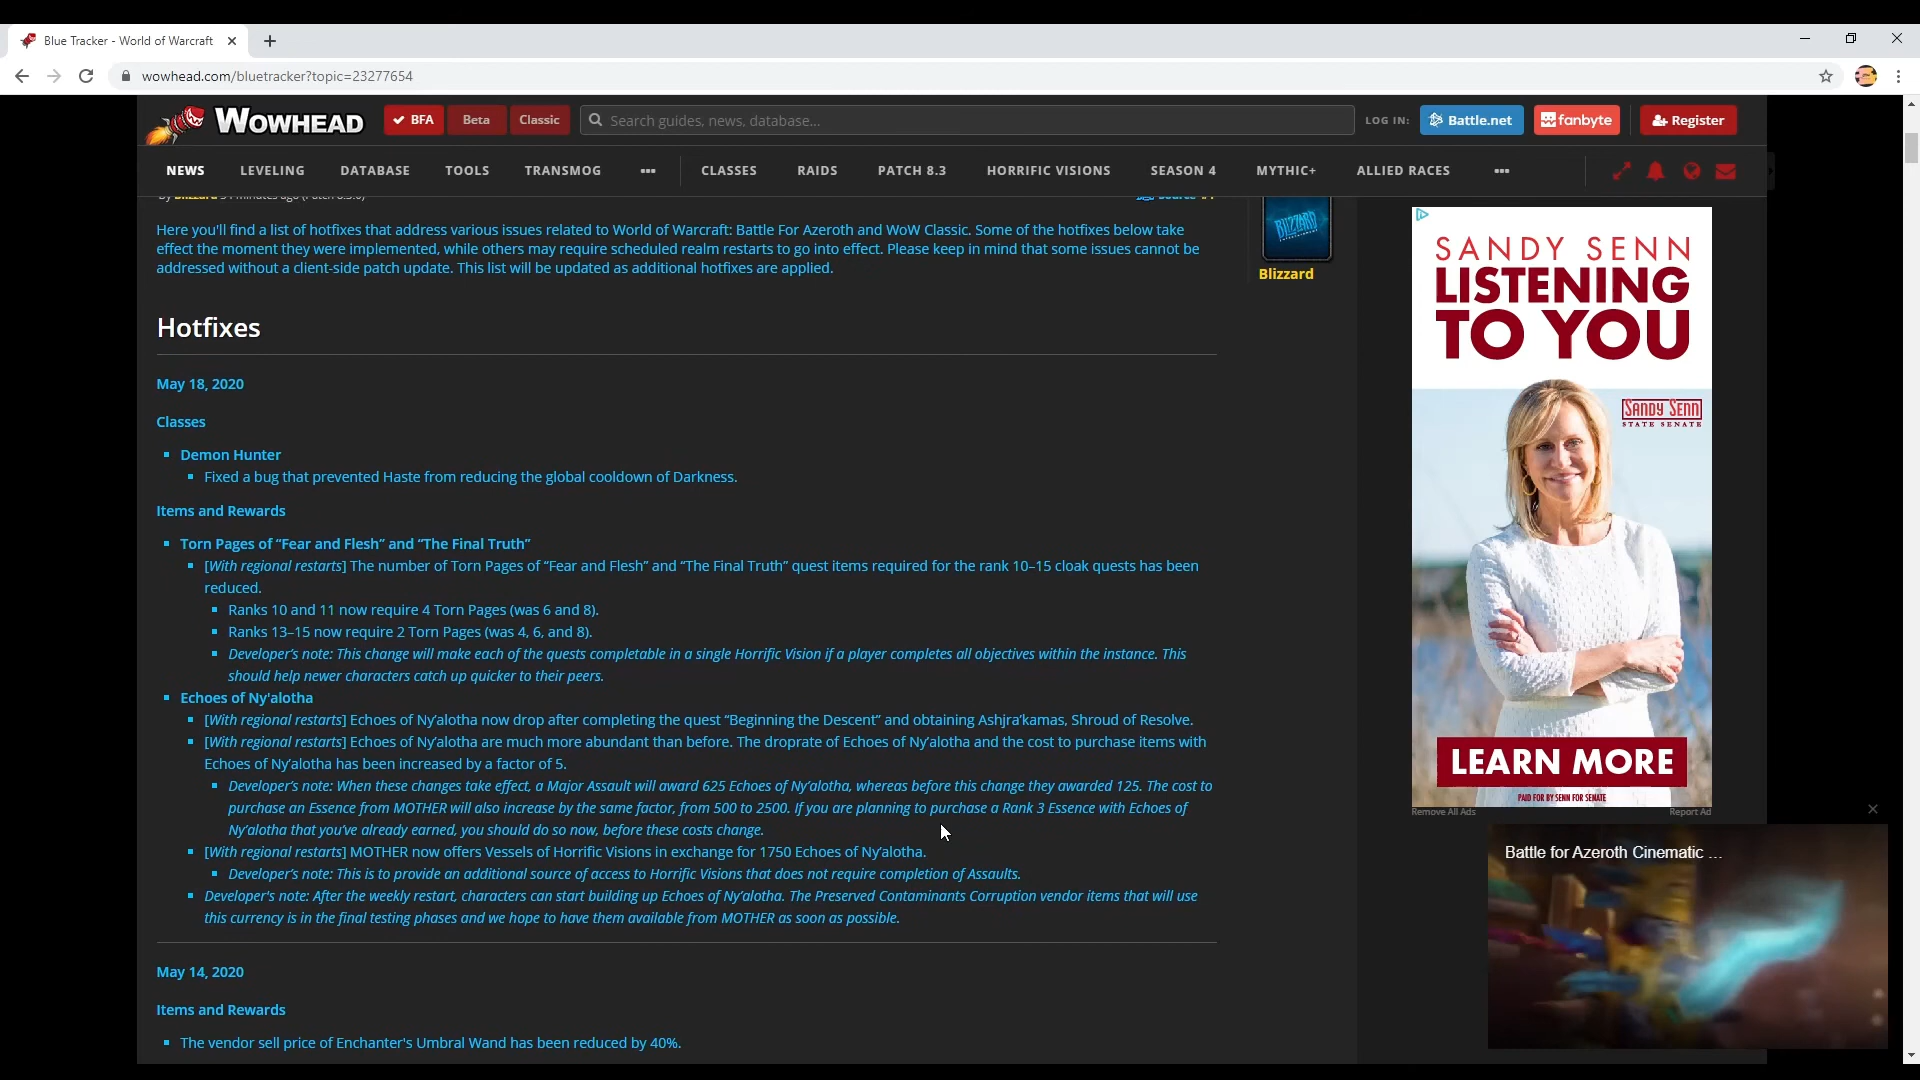 Blue Tracker - World of Warcraft
wowhead.com/bluetracker?topic=23277654
WOWHEAD
BFA
Beta
Classic
Search guides, news, database...
LOG IN:
Battle.net
fanbyte
Register
NEWS
LEVELING
DATABASE
TOOLS
TRANSMOG
CLASSES
RAIDS
PATCH 8.3
HORRIFIC VISIONS
SEASON 4
MYTHIC+
ALLIED RACES
Here you'll find a list of hotfixes that address various issues related to World of Warcraft: Battle For Azeroth and WoW Classic. Some of the hotfixes below take
effect the moment they were implemented, while others may require scheduled realm restarts to go into effect. Please keep in mind that some issues cannot be
addressed without a client-side patch update. This list will be updated as additional hotfixes are applied.
BLIZZARD
Blizzard
Hotfixes
May 18, 2020
Classes
Demon Hunter
Fixed a bug that prevented Haste from reducing the global cooldown of Darkness.
Items and Rewards
Torn Pages of “Fear and Flesh” and “The Final Truth”
[With regional restarts] The number of Torn Pages of “Fear and Flesh” and “The Final Truth” quest items required for the rank 10–15 cloak quests has been
reduced.
Ranks 10 and 11 now require 4 Torn Pages (was 6 and 8).
Ranks 13–15 now require 2 Torn Pages (was 4, 6, and 8).
Developer’s note: This change will make each of the quests completable in a single Horrific Vision if a player completes all objectives within the instance. This
should help newer characters catch up quicker to their peers.
Echoes of Ny'alotha
[With regional restarts] Echoes of Ny’alotha now drop after completing the quest “Beginning the Descent” and obtaining Ashjra’kamas, Shroud of Resolve.
[With regional restarts] Echoes of Ny’alotha are much more abundant than before. The droprate of Echoes of Ny’alotha and the cost to purchase items with
Echoes of Ny’alotha has been increased by a factor of 5.
Developer’s note: When these changes take effect, a Major Assault will award 625 Echoes of Ny’alotha, whereas before this change they awarded 125. The cost to
purchase an Essence from MOTHER will also increase by the same factor, from 500 to 2500. If you are planning to purchase a Rank 3 Essence with Echoes of
Ny’alotha that you’ve already earned, you should do so now, before these costs change.
[With regional restarts] MOTHER now offers Vessels of Horrific Visions in exchange for 1750 Echoes of Ny’alotha.
Developer’s note: This is to provide an additional source of access to Horrific Visions that does not require completion of Assaults.
Developer's note: After the weekly restart, characters can start building up Echoes of Ny’alotha. The Preserved Contaminants Corruption vendor items that will use
this currency is in the final testing phases and we hope to have them available from MOTHER as soon as possible.
May 14, 2020
Items and Rewards
The vendor sell price of Enchanter's Umbral Wand has been reduced by 40%.
SANDY SENN
LISTENING
TO YOU
SANDY SENN
STATE SENATE
LEARN MORE
PAID FOR BY SENN FOR SENATE
Remove All Ads
Report Ad
Battle for Azeroth Cinematic ...